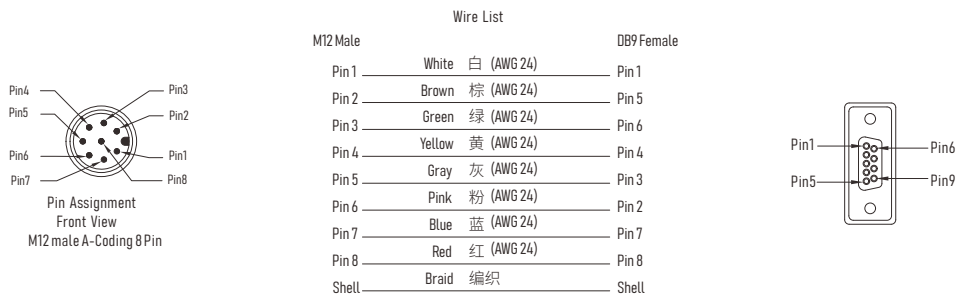 Wire List
M12 Male DB9 Female
Pin 1 White 白 (AWG 24) Pin 1
Pin 2 Brown 棕 (AWG 24) Pin 5
Pin 3 Green 绿 (AWG 24) Pin 6
Pin 4 Yellow 黄 (AWG 24) Pin 4
Pin 5 Gray 灰 (AWG 24) Pin 3
Pin 6 Pink 粉 (AWG 24) Pin 2
Pin 7 Blue 蓝 (AWG 24) Pin 7
Pin 8 Red 红 (AWG 24) Pin 8
Shell Braid 编织 Shell
Pin4 Pin3
Pin5 Pin2
Pin6 Pin1
Pin7 Pin8
Pin Assignment
Front View
M12 male A-Coding 8 Pin
Pin1 Pin6
Pin5 Pin9